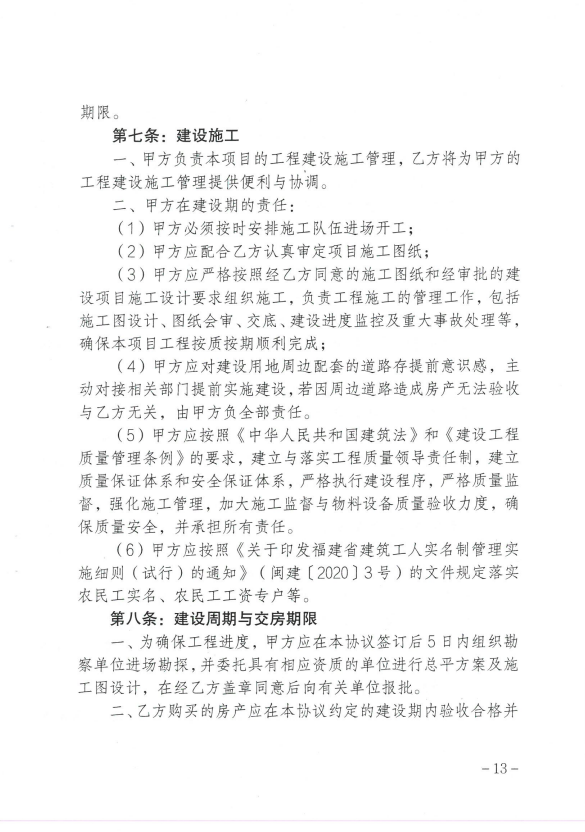 期限。
第七条：建设施工
一、甲方负责本项目的工程建设施工管理，乙方将为甲方的
工程建设施工管理提供便利与协调。
二、甲方在建设期的责任：
（1）甲方必须按时安排施工队伍进场开工；
（2）甲方应配合乙方认真审定项目施工图纸；
（3）甲方应严格按照经乙方同意的施工图纸和经审批的建
设项目施工设计要求组织施工，负责工程施工的管理工作，包括
施工图设计、图纸会审、交底、建设进度监控及重大事故处理等，
确保本项目工程按质按期顺利完成；
（4）甲方应对建设用地周边配套的道路存提前意识感，主
动对接相关部门提前实施建设，若因周边道路造成房产无法验收
与乙方无关，由甲方负全部责任。
（5）甲方应按照《中华人民共和国建筑法》和《建设工程
质量管理条例》的要求，建立与落实工程质量领导责任制，建立
质量保证体系和安全保证体系，严格执行建设程序，严格质量监
督，强化施工管理，加大施工监督与物料设备质量验收力度，确
保质量安全，并承担所有责任。
（6）甲方应按照《关于印发福建省建筑工人实名制管理实
施细则（试行）的通知》（闽建〔2020〕3号）的文件规定落实
农民工实名、农民工工资专户等。
第八条：建设周期与交房期限
一、为确保工程进度，甲方应在本协议签订后5日内组织勘
察单位进场勘探，并委托具有相应资质的单位进行总平方案及施
工图设计，在经乙方盖章同意后向有关单位报批。
二、乙方购买的房产应在本协议约定的建设期内验收合格并
-13-